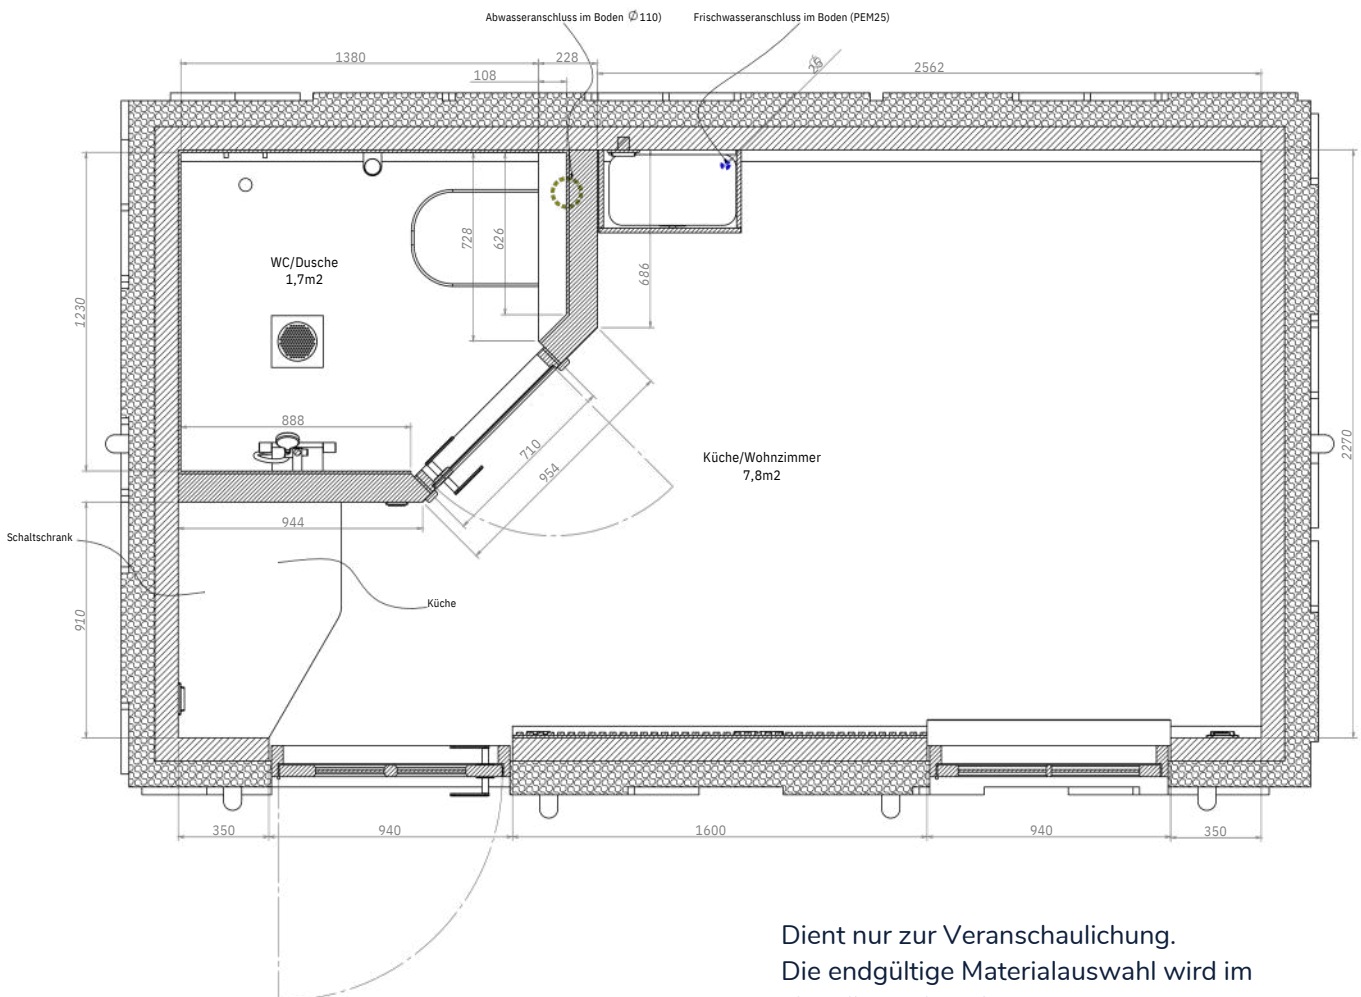 Abwasseranschluss im Boden ∅110)
Frischwasseranschluss im Boden (PEM25)
1380
228
108
∅25
2562
728
626
686
WC/Dusche
1,7m2
1230
888
710
954
Küche/Wohnzimmer
7,8m2
2270
944
Schaltschrank
Küche
910
350
940
1600
940
350
Dient nur zur Veranschaulichung.
Die endgültige Materialauswahl wird im